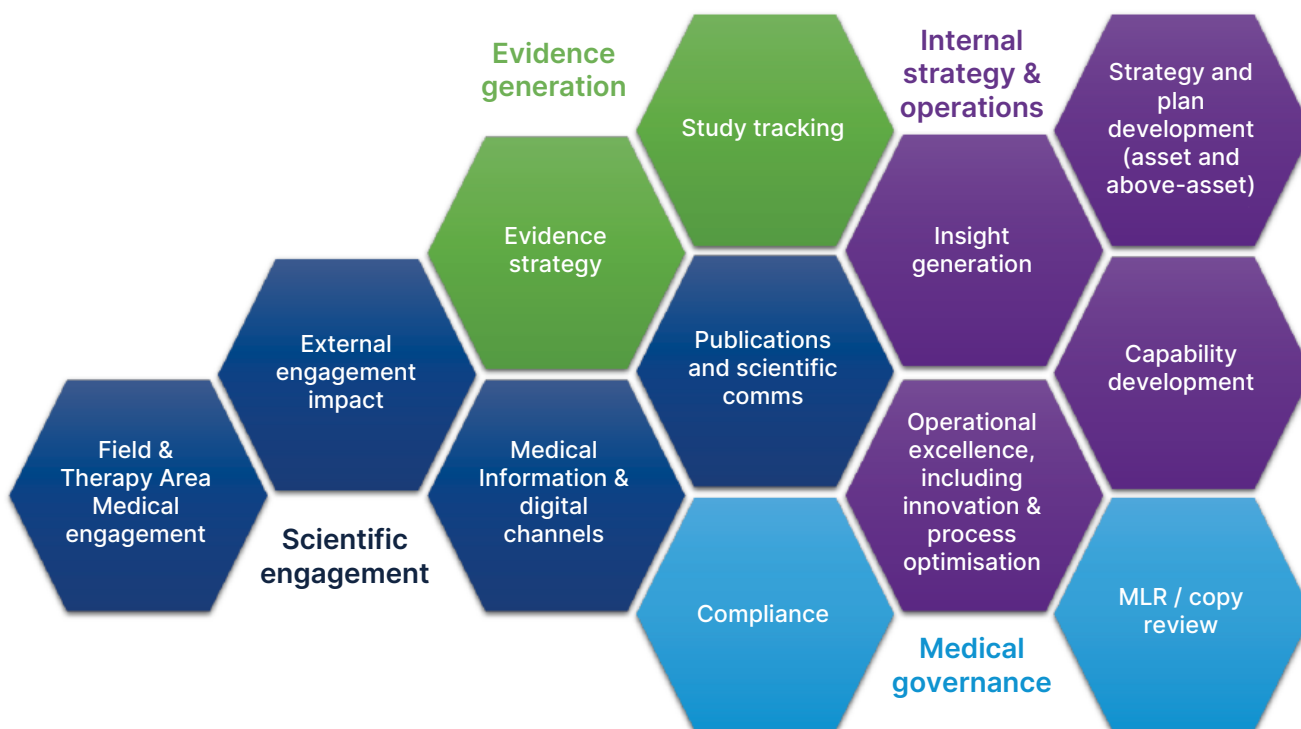 Evidence
generation
Study tracking
Internal
strategy &
operations
Strategy and
plan
development
(asset and
above-asset)
Evidence
strategy
Insight
generation
External
engagement
impact
Publications
and scientific
comms
Capability
development
Field &
Therapy Area
Medical
engagement
Scientific
engagement
Medical
Information &
digital
channels
Operational
excellence,
including
innovation &
process
optimisation
Compliance
Medical
governance
MLR / copy
review